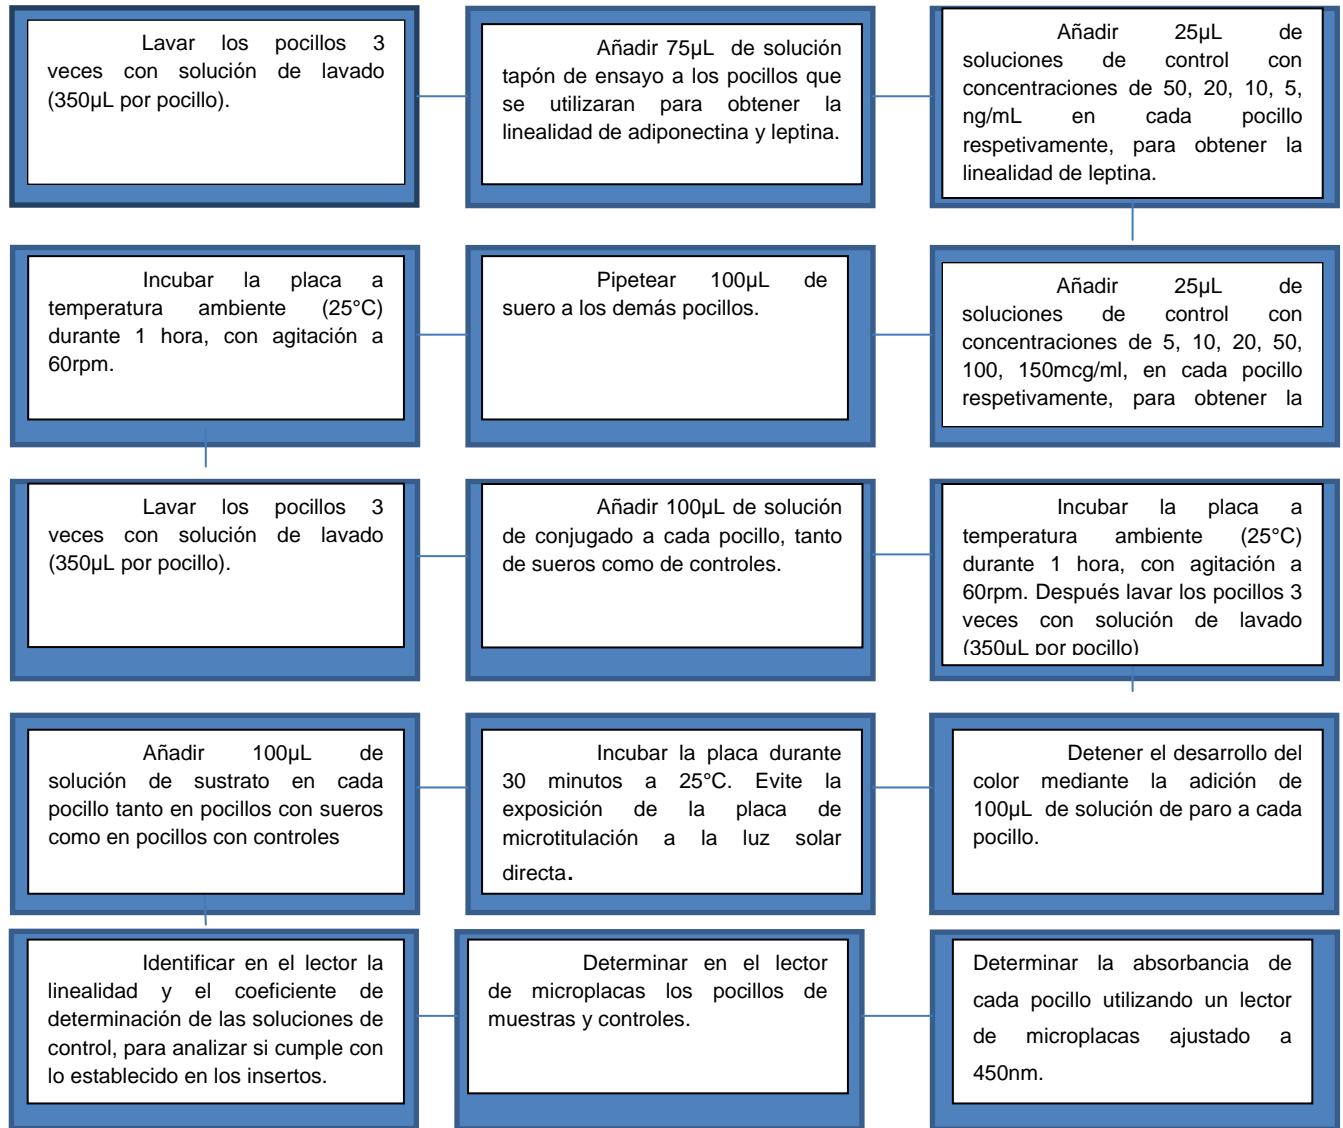 Lavar los pocillos 3
veces con solución de lavado
(350µL por pocillo).
Añadir 75µL de solución
tapón de ensayo a los pocillos que
se utilizaran para obtener la
linealidad de adiponectina y leptina.
Añadir 25µL de
soluciones de control con
concentraciones de 50, 20, 10, 5,
ng/mL en cada pocillo
respetivamente, para obtener la
linealidad de leptina.
Incubar la placa a
temperatura ambiente (25°C)
durante 1 hora, con agitación a
60rpm.
Pipetear 100µL de
suero a los demás pocillos.
Añadir 25µL de
soluciones de control con
concentraciones de 5, 10, 20, 50,
100, 150mcg/ml, en cada pocillo
respetivamente, para obtener la
Lavar los pocillos 3
veces con solución de lavado
(350µL por pocillo).
Añadir 100µL de solución
de conjugado a cada pocillo, tanto
de sueros como de controles.
Incubar la placa a
temperatura ambiente (25°C)
durante 1 hora, con agitación a
60rpm. Después lavar los pocillos 3
veces con solución de lavado
(350µL por pocillo)
Añadir 100µL de
solución de sustrato en cada
pocillo tanto en pocillos con sueros
como en pocillos con controles
Incubar la placa durante
30 minutos a 25°C. Evite la
exposición de la placa de
microtitulación a la luz solar
directa.
Detener el desarrollo del
color mediante la adición de
100µL de solución de paro a cada
pocillo.
Identificar en el lector la
linealidad y el coeficiente de
determinación de las soluciones de
control, para analizar si cumple con
lo establecido en los insertos.
Determinar en el lector
de microplacas los pocillos de
muestras y controles.
Determinar la absorbancia de
cada pocillo utilizando un lector
de microplacas ajustado a
450nm.